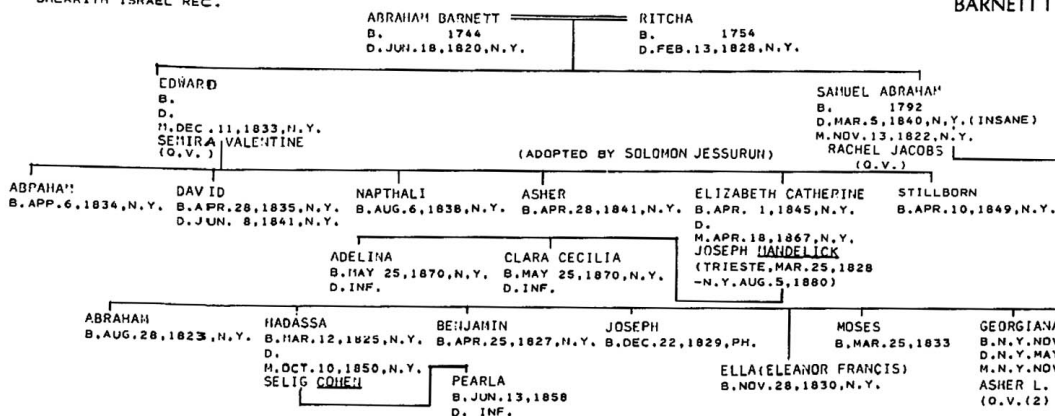 SHEARITH ISRAEL REC.
BARNETT I
ABRAHAM BARNETT
B. 1744
D.JUN.18,1820,N.Y.
RITCHA
B. 1754
D.FEB.13,1828,N.Y.
EDWARD
B.
D.
M.DEC.11,1833,N.Y.
SEMIRA VALENTINE
(Q.V.)
SAMUEL ABRAHAM
B. 1792
D.MAR.5,1840,N.Y.(INSANE)
M.NOV.13,1822,N.Y.
RACHEL JACOBS
(Q.V.)
(ADOPTED BY SOLOMON JESSURUN)
ABRAHAM
B.APP.6,1834,N.Y.
DAVID
B.APR.28,1835,N.Y.
D.JUN. 8,1841,N.Y.
NAPTHALI
B.AUG.6,1838,N.Y.
ASHER
B.APR.28,1841,N.Y.
ELIZABETH CATHERINE
B.APR. 1,1845,N.Y.
D.
M.APR.18,1867,N.Y.
JOSEPH MANDELICK
(TRIESTE,MAR.25,1828
-N.Y.AUG.5,1880)
STILLBORN
B.APR.10,1849,N.Y.
ADELINA
B.MAY 25,1870,N.Y.
D.INF.
CLARA CECILIA
B.MAY 25,1870,N.Y.
D.INF.
ABRAHAM
B.AUG.28,1823,N.Y.
HADASSA
B.MAR.12,1825,N.Y.
D.
M.OCT.10,1850,N.Y.
SELIG COHEN
PEARLA
B.JUN.13,1858
D. INF.
BENJAMIN
B.APR.25,1827,N.Y.
JOSEPH
B.DEC.22,1829,PH.
ELLA(ELEANOR FRANCIS)
B.NOV.28,1830,N.Y.
MOSES
B.MAR.25,1833
GEORGIANA
B.N.Y.NOV
D.N.Y.MAY
M.N.Y.NOV
ASHER L.
(Q.V.(2)